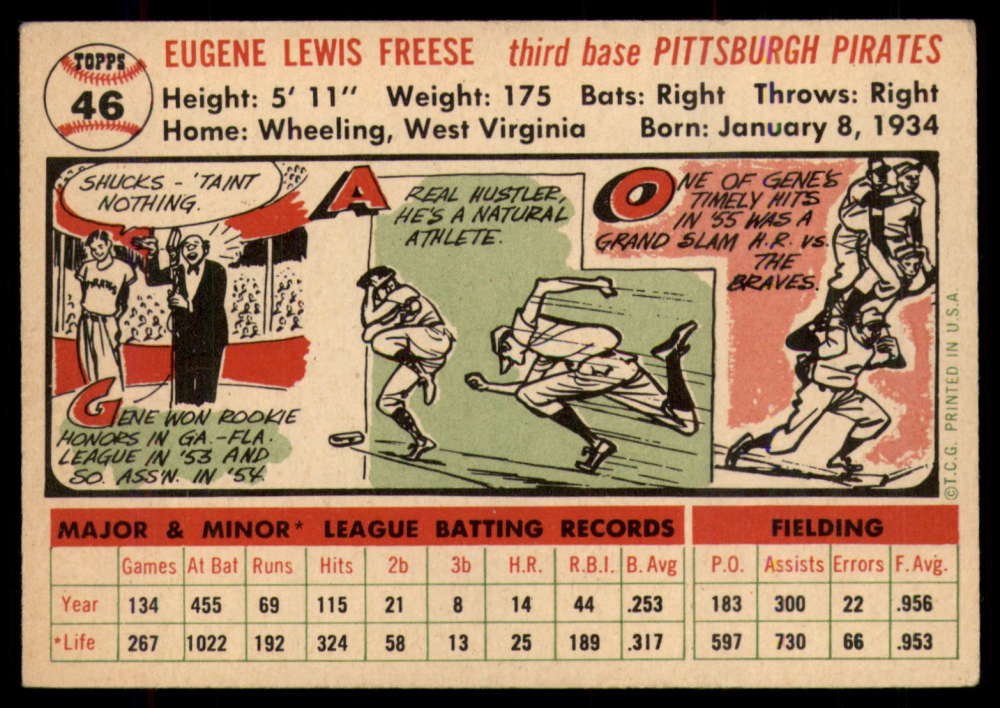 TOPPS
46
EUGENE LEWIS FREESE third base PITTSBURGH PIRATES
Height: 5' 11" Weight: 175 Bats: Right Throws: Right
Home: Wheeling, West Virginia Born: January 8, 1934
SHUCKS - 'TAINT
NOTHING.
PIRATES
GENE WON ROOKIE
HONORS IN GA.-FLA.
LEAGUE IN '53 AND
SO. ASS'N. IN '54.
A
REAL HUSTLER,
HE'S A NATURAL
ATHLETE.
ONE OF GENE'S
TIMELY HITS
IN '55 WAS A
GRAND SLAM H.R. vs.
THE
BRAVES.
©T.C.G. PRINTED IN U.S.A.
MAJOR & MINOR* LEAGUE BATTING RECORDS FIELDING
Games At Bat Runs Hits 2b 3b H.R. R.B.I. B. Avg P.O. Assists Errors F. Avg.
Year 134 455 69 115 21 8 14 44 .253 183 300 22 .956
*Life 267 1022 192 324 58 13 25 189 .317 597 730 66 .953